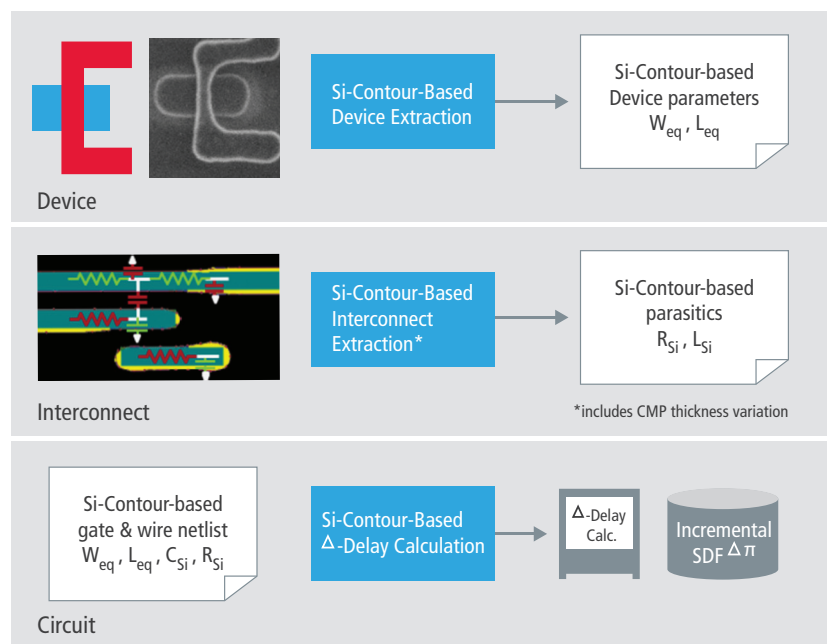 Si-Contour-Based
Device Extraction
Si-Contour-based
Device parameters
Weq , Leq
Device
Si-Contour-Based
Interconnect
Extraction*
Si-Contour-based
parasitics
RSi , LSi
Interconnect
*includes CMP thickness variation
Si-Contour-based
gate & wire netlist
Weq , Leq , CSi , RSi
Si-Contour-Based
Δ-Delay Calculation
Δ-Delay
Calc.
Incremental
SDF Δ π
Circuit